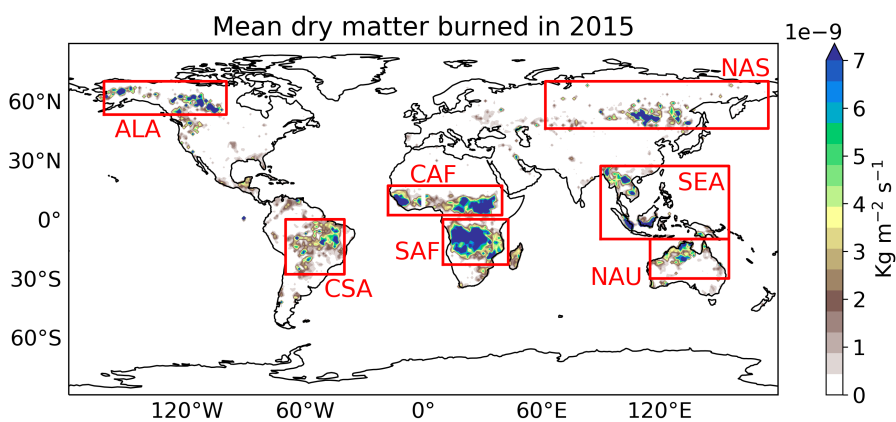 Mean dry matter burned in 2015
1e−9
NAS
ALA
CAF
SEA
SAF
NAU
CSA
60°N
30°N
0°
30°S
60°S
120°W 60°W 0° 60°E 120°E
7
6
5
4
3
2
1
0
Kg m⁻² s⁻¹